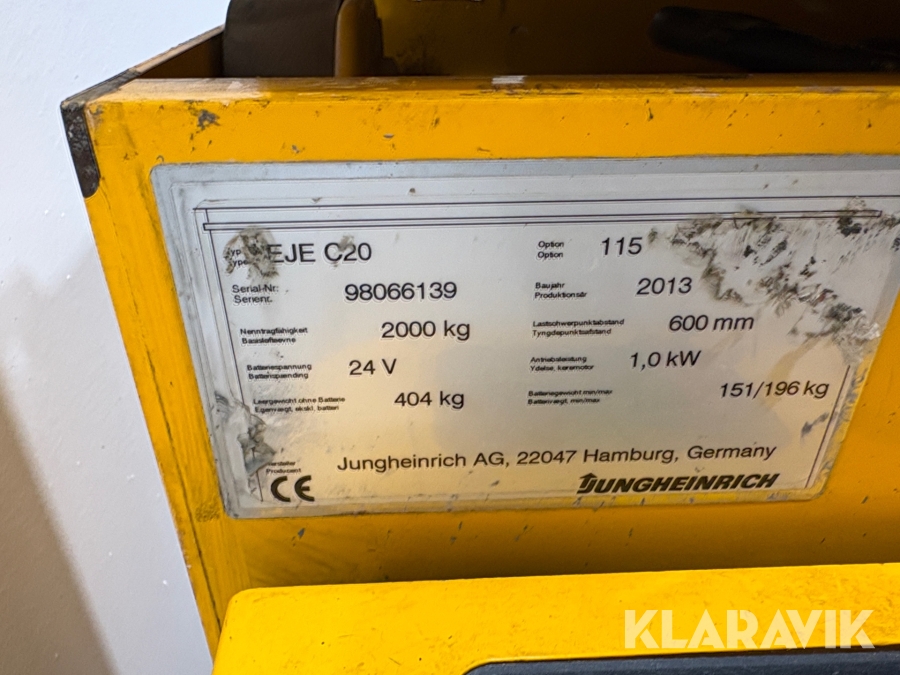 EJE C20 Option Option 115
Serial-Nr: Serienr. 98066139 Baujahr Produktionsår 2013
Nenntragfähigkeit 2000 kg Lastschwerpunktabstand Tyngdepunktsafstand 600 mm
Batteriespannung Batterispænding 24 V Antriebsleistung Ydelse, køremotor 1,0 kW
Leergewicht ohne Batterie Egenvægt, ekskl. batteri 404 kg Batteriegewicht min/max Batterivægt, min/max 151/196 kg
Hersteller Producent Jungheinrich AG, 22047 Hamburg, Germany
CE JUNGHEINRICH
KLARAVIK